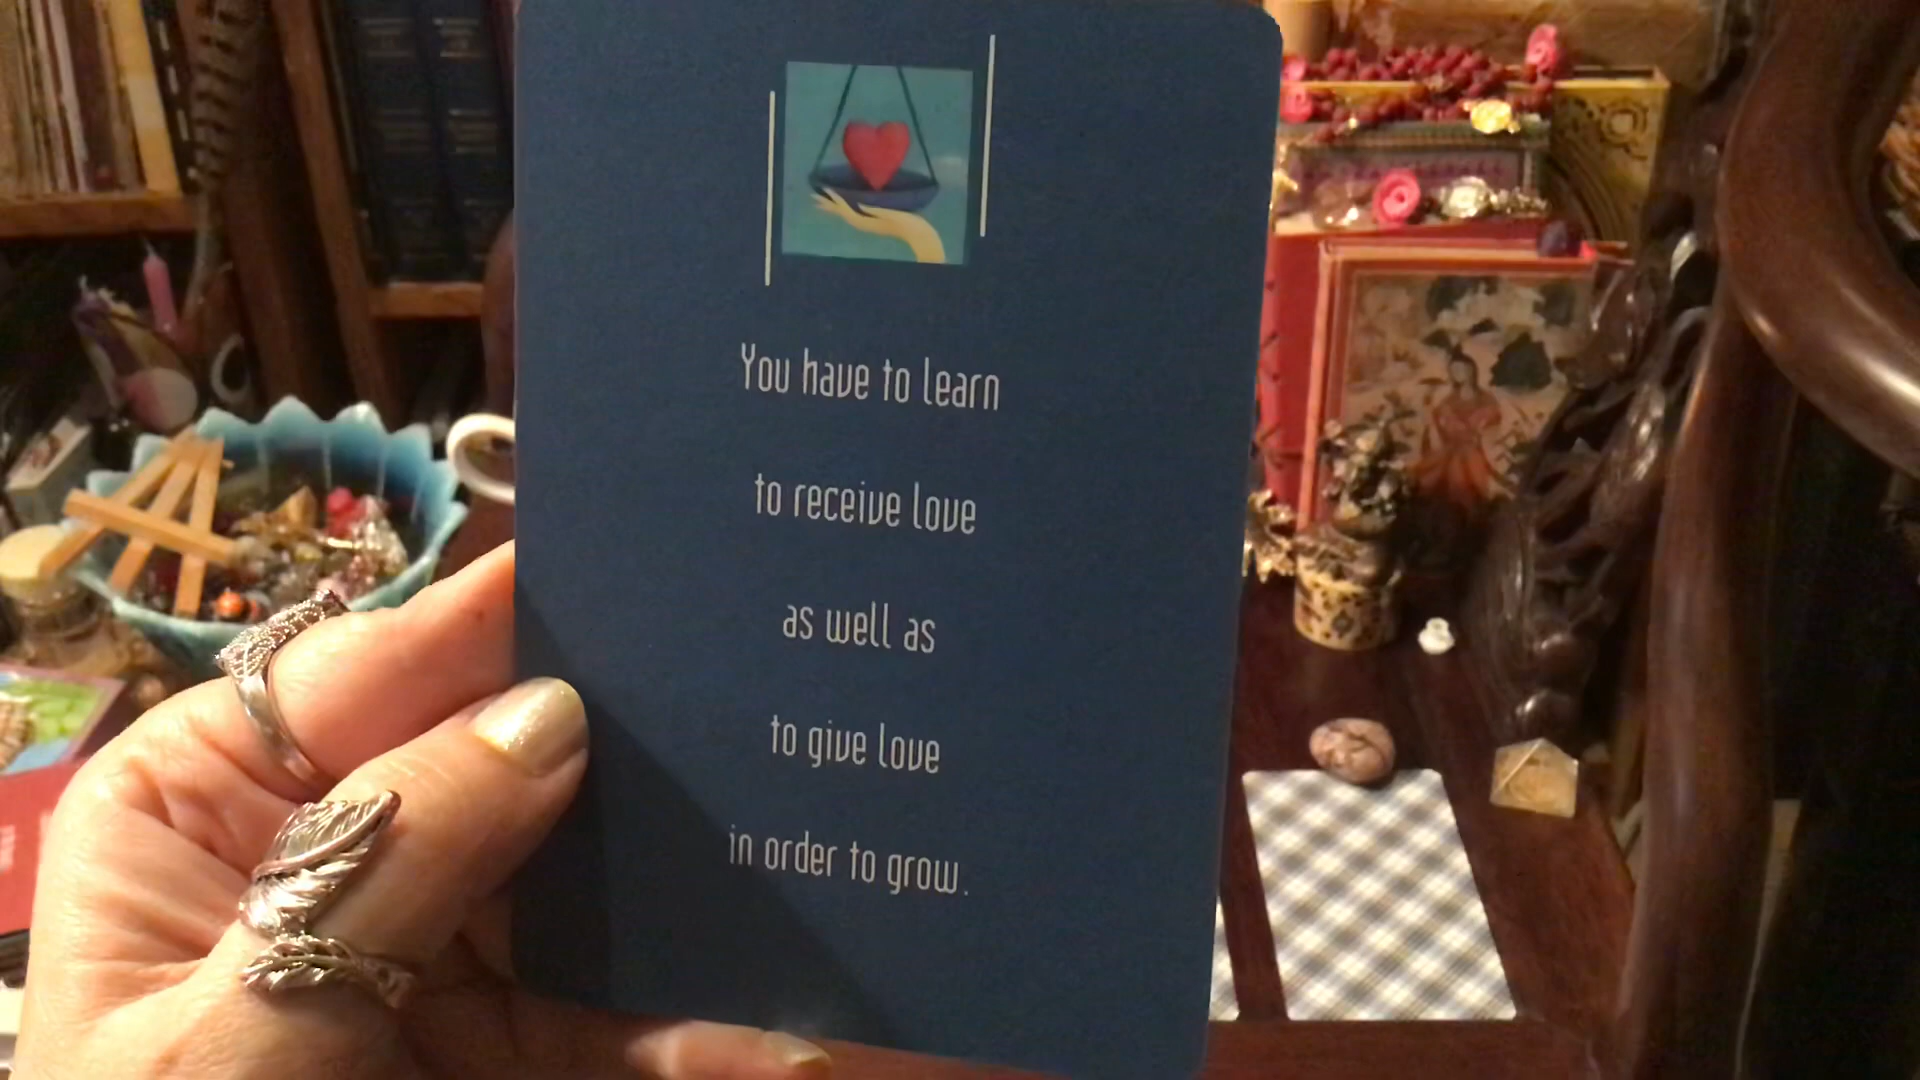 You have to learn
to receive love
as well as
to give love
in order to grow.